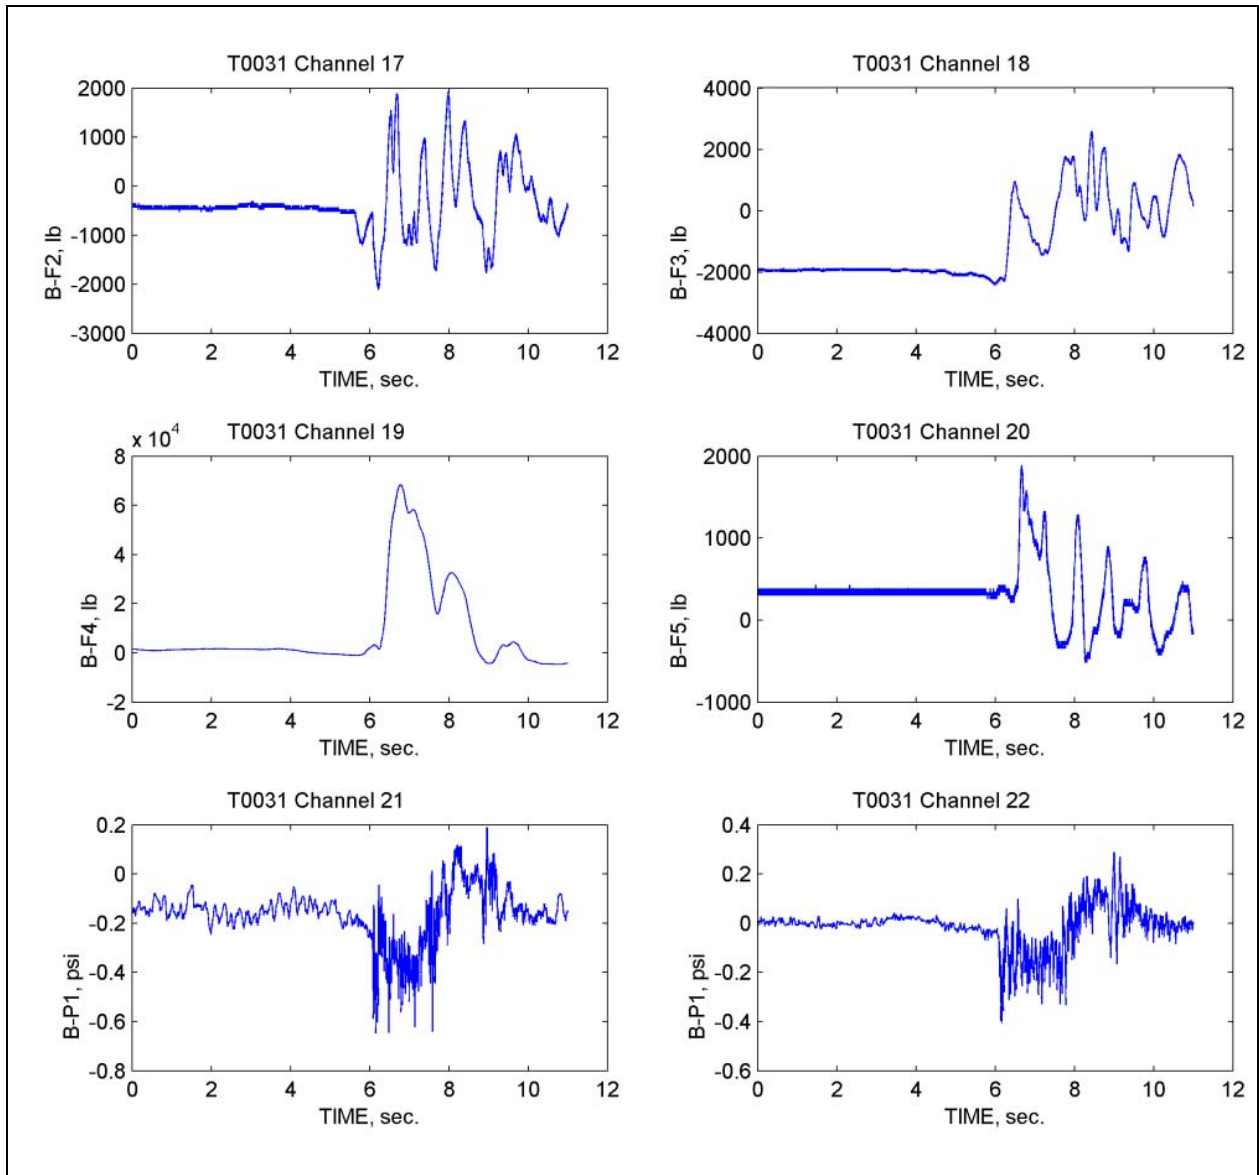 T0031 Channel 17
2000
1000
0
-1000
-2000
-3000
B-F2, lb
0 2 4 6 8 10 12
TIME, sec.
T0031 Channel 18
4000
2000
0
-2000
-4000
B-F3, lb
0 2 4 6 8 10 12
TIME, sec.
T0031 Channel 19
x 10^4
8
6
4
2
0
-2
B-F4, lb
0 2 4 6 8 10 12
TIME, sec.
T0031 Channel 20
2000
1000
0
-1000
B-F5, lb
0 2 4 6 8 10 12
TIME, sec.
T0031 Channel 21
0.2
0
-0.2
-0.4
-0.6
-0.8
B-P1, psi
0 2 4 6 8 10 12
TIME, sec.
T0031 Channel 22
0.4
0.2
0
-0.2
-0.4
-0.6
B-P1, psi
0 2 4 6 8 10 12
TIME, sec.